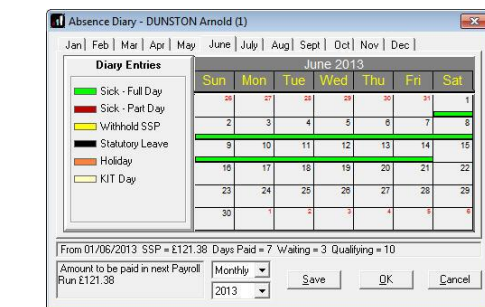 Absence Diary - DUNSTON Arnold (1)
Jan Feb Mar Apr May June July Aug Sept Oct Nov Dec
Diary Entries
Sick - Full Day
Sick - Part Day
Withhold SSP
Statutory Leave
Holiday
KIT Day
June 2013
Sun Mon Tue Wed Thu Fri Sat
26 27 28 29 30 31 1
2 3 4 5 6 7 8
9 10 11 12 13 14 15
16 17 18 19 20 21 22
23 24 25 26 27 28 29
30 1 2 3 4 5 6
From 01/06/2013 SSP = £121.38 Days Paid = 7 Waiting = 3 Qualifying = 10
Amount to be paid in next Payroll
Run £121.38
Monthly
2013
Save
OK
Cancel